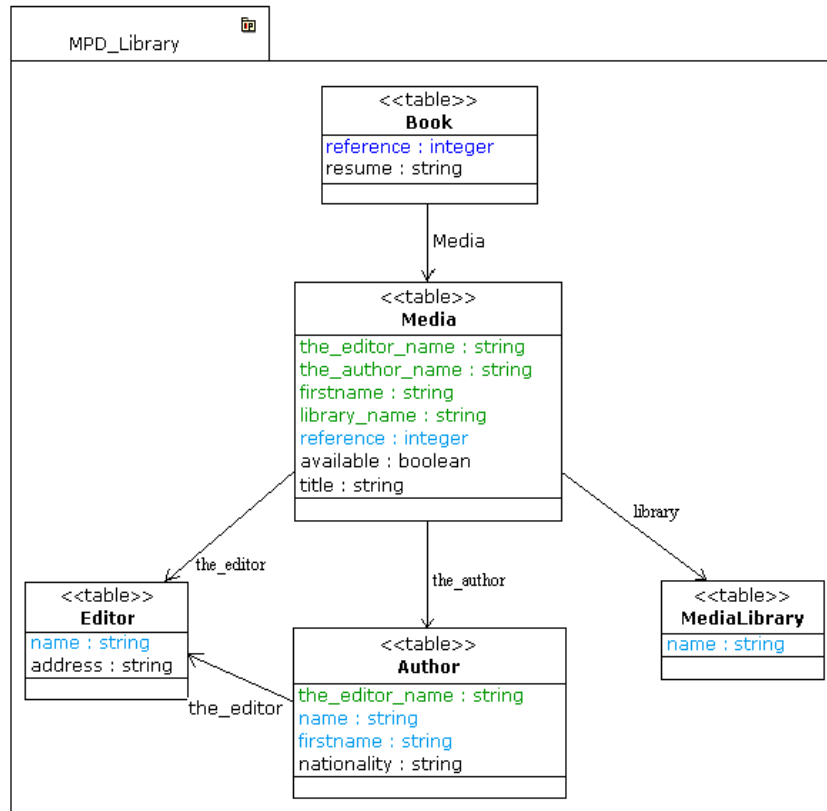 MPD_Library
<<table>>
Book
reference : integer
resume : string
Media
<<table>>
Media
the_editor_name : string
the_author_name : string
firstname : string
library_name : string
reference : integer
available : boolean
title : string
the_editor
the_author
library
<<table>>
Editor
name : string
address : string
the_editor
<<table>>
Author
the_editor_name : string
name : string
firstname : string
nationality : string
<<table>>
MediaLibrary
name : string